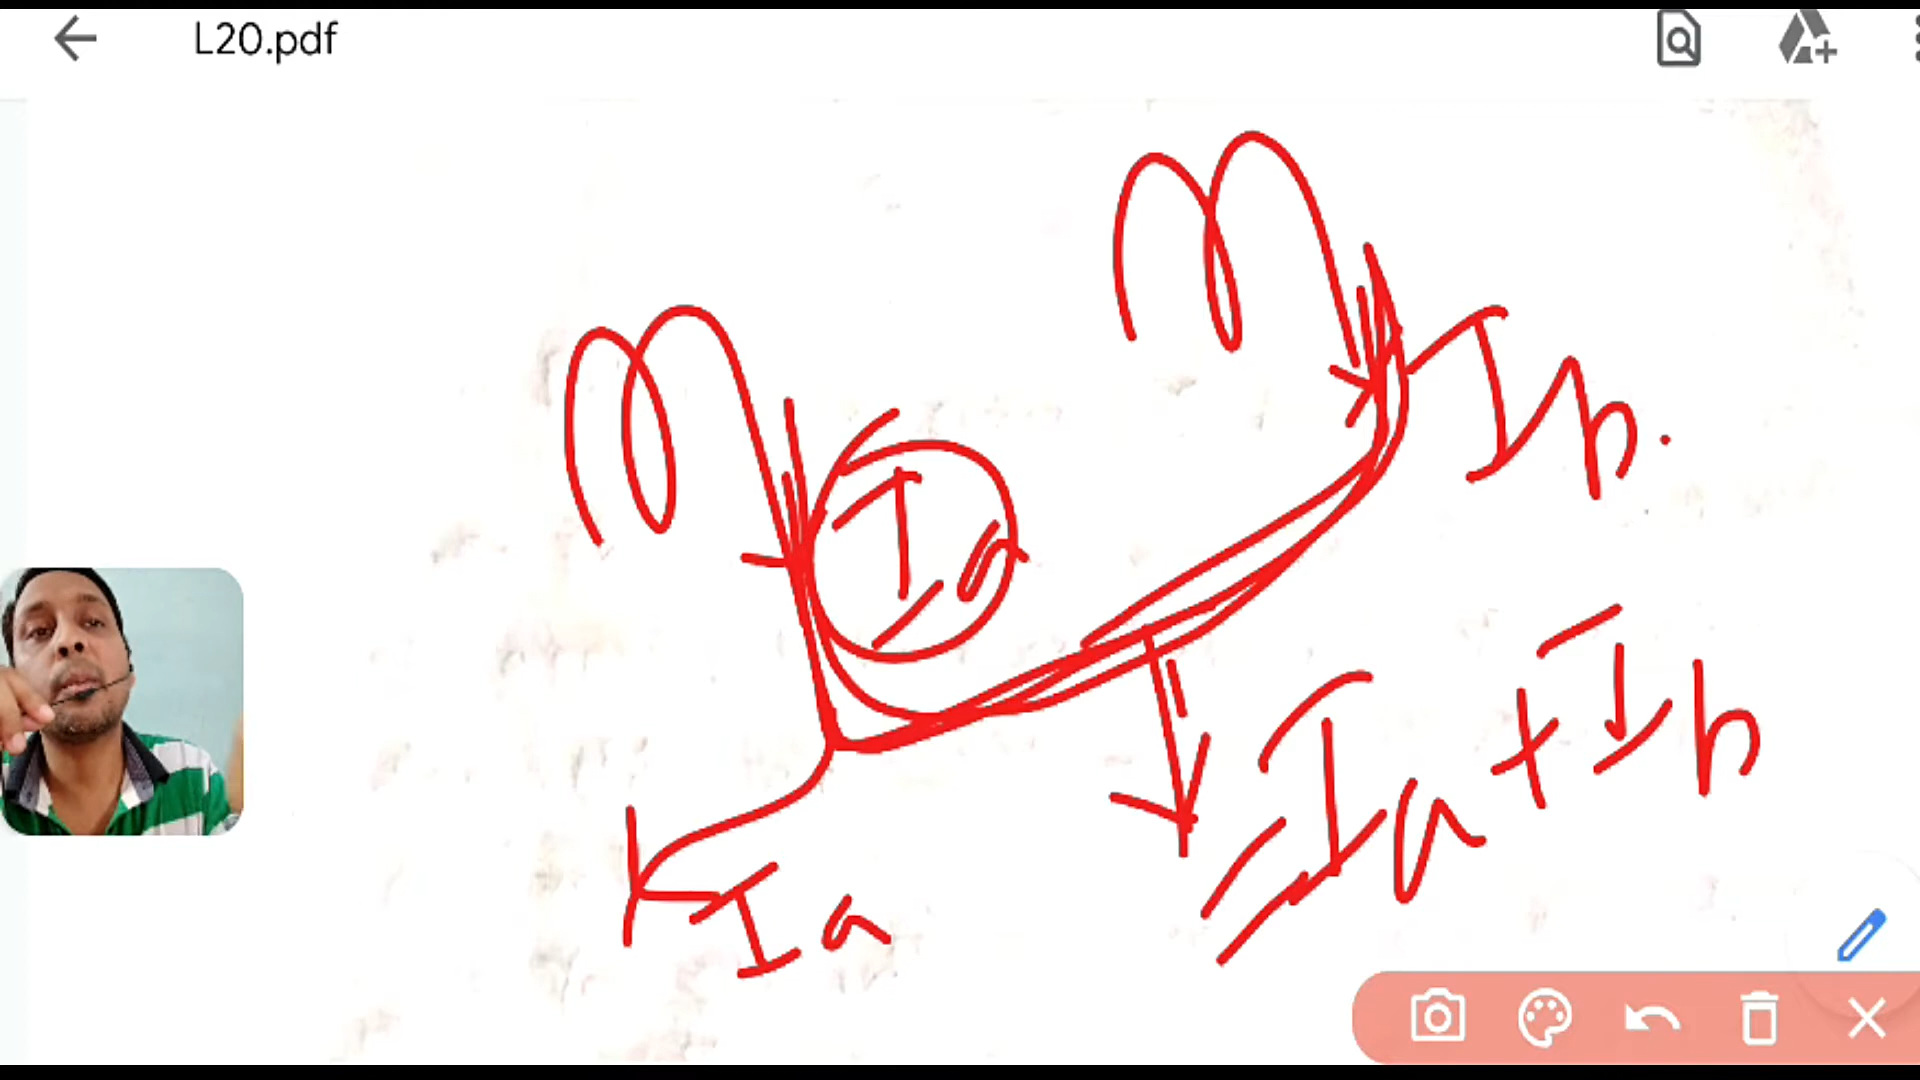 L20.pdf
Ib.
Ia
= Ia + Ib
Ia